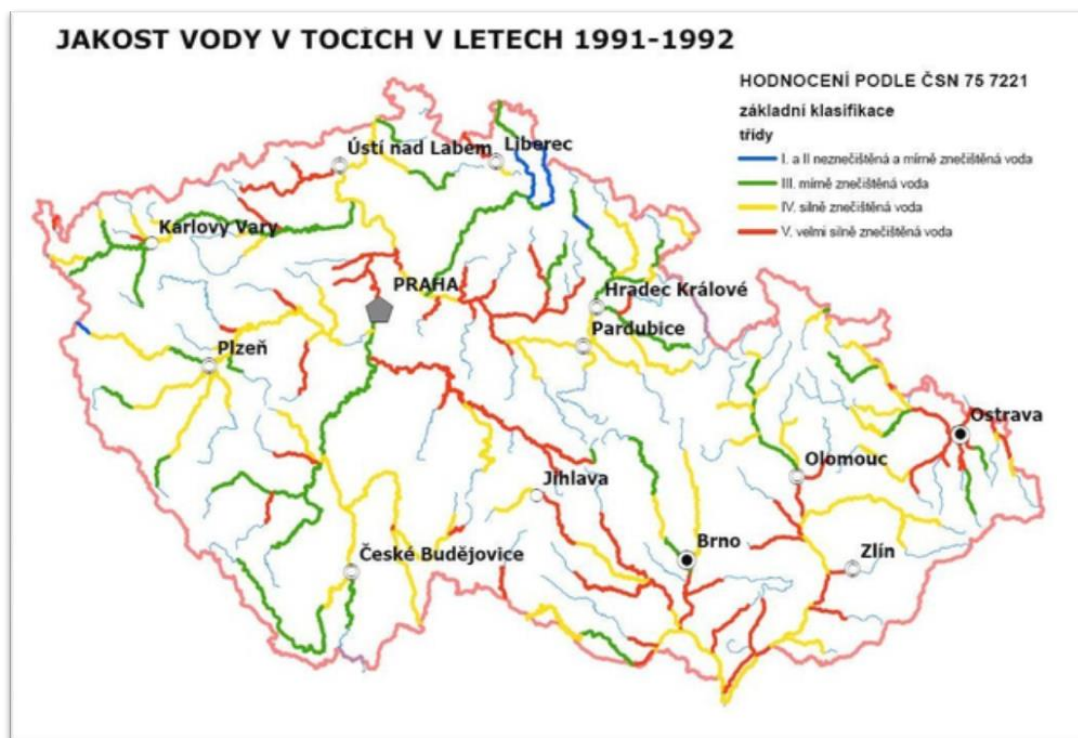 JAKOST VODY V TOCÍCH V LETECH 1991-1992
HODNOCENÍ PODLE ČSN 75 7221
základní klasifikace
třídy
I. a II neznečištěná a mírně znečištěná voda
III. mírně znečištěná voda
IV. silně znečištěná voda
V. velmi silně znečištěná voda
Ústí nad Labem
Liberec
Karlovy Vary
PRAHA
Hradec Králové
Pardubice
Plzeň
Ostrava
Olomouc
Jihlava
Brno
Zlín
České Budějovice